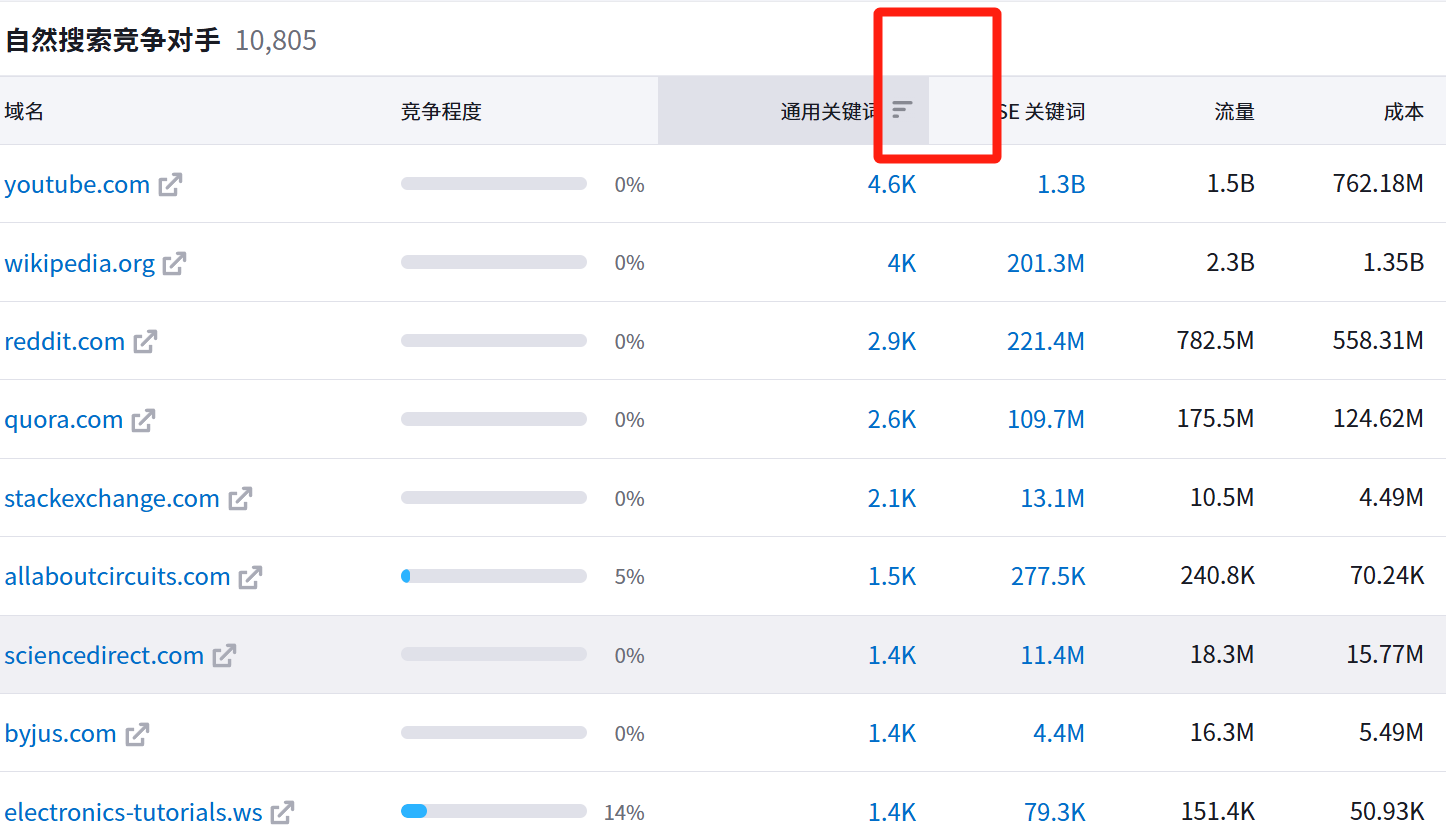 自然搜索竞争对手 10,805
域名 竞争程度 通用关键词 SE 关键词 流量 成本
youtube.com 0% 4.6K 1.3B 1.5B 762.18M
wikipedia.org 0% 4K 201.3M 2.3B 1.35B
reddit.com 0% 2.9K 221.4M 782.5M 558.31M
quora.com 0% 2.6K 109.7M 175.5M 124.62M
stackexchange.com 0% 2.1K 13.1M 10.5M 4.49M
allaboutcircuits.com 5% 1.5K 277.5K 240.8K 70.24K
sciencedirect.com 0% 1.4K 11.4M 18.3M 15.77M
byjus.com 0% 1.4K 4.4M 16.3M 5.49M
electronics-tutorials.ws 14% 1.4K 79.3K 151.4K 50.93K